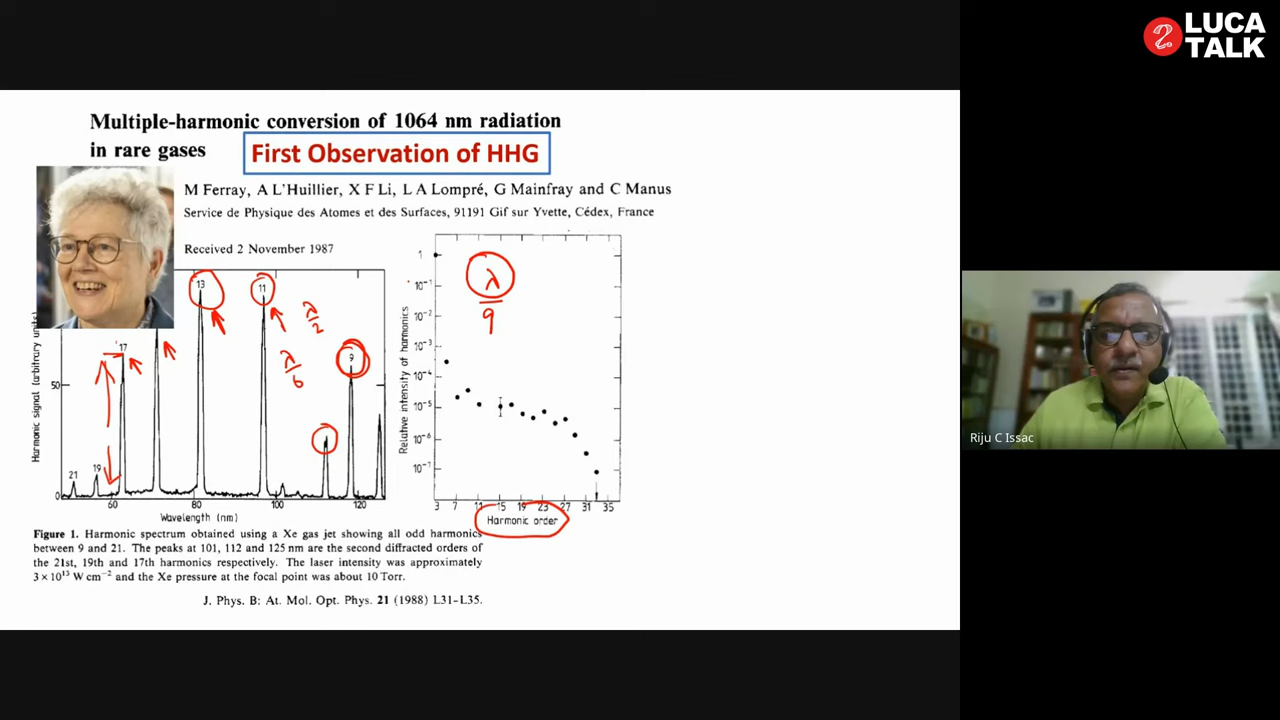 LUCA
TALK
Multiple-harmonic conversion of 1064 nm radiation
in rare gases
First Observation of HHG
M Ferray, A L'Huillier, X F Li, L A Lompré, G Mainfray and C Manus
Service de Physique des Atomes et des Surfaces, 91191 Gif sur Yvette, Cédex, France
Received 2 November 1987
13
11
17
9
21
19
50
0
60
80
100
120
Harmonic signal (arbitrary units)
Wavelength (nm)
λ/2
λ/6
λ/9
1
10⁻¹
10⁻²
10⁻³
10⁻⁴
10⁻⁵
10⁻⁶
10⁻⁷
Relative intensity of harmonics
3 7 11 15 19 23 27 31 35
Harmonic order
Figure 1. Harmonic spectrum obtained using a Xe gas jet showing all odd harmonics
between 9 and 21. The peaks at 101, 112 and 125 nm are the second diffracted orders of
the 21st, 19th and 17th harmonics respectively. The laser intensity was approximately
3 × 10¹³ W cm⁻² and the Xe pressure at the focal point was about 10 Torr.
J. Phys. B: At. Mol. Opt. Phys. 21 (1988) L31–L35.
Riju C Issac